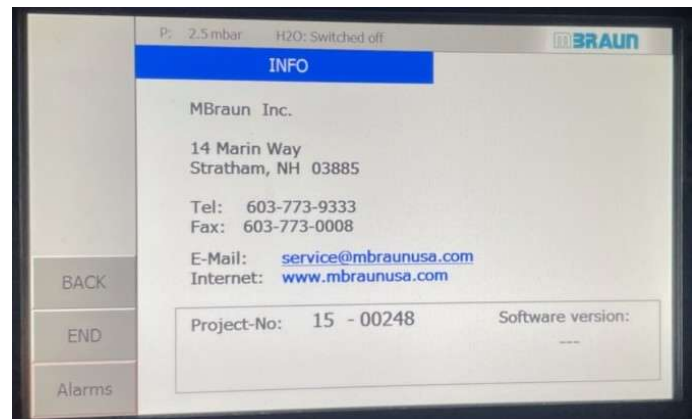 P: 2.5 mbar H2O: Switched off MBRAUN
INFO
MBraun Inc.
14 Marin Way
Stratham, NH 03885
Tel: 603-773-9333
Fax: 603-773-0008
E-Mail: service@mbraunusa.com
Internet: www.mbraunusa.com
BACK
Project-No: 15 - 00248 Software version:
---
END
Alarms